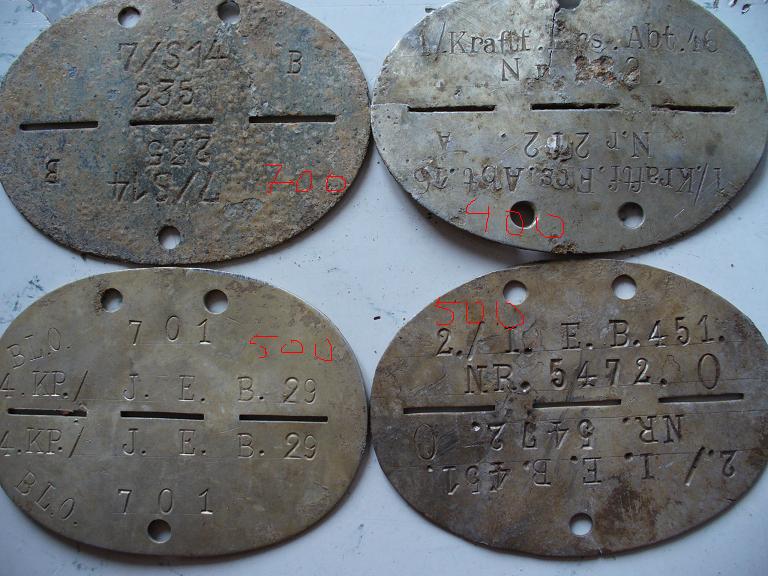 7/S14
B
235
235
B
7/S14
700
1/Kraftf.Ers.Abt.16
Nr.
Nr
A
1/Kraftf.Ers.Abt.16
400
BLO. 701
500
4.KP./ J. E. B. 29
4.KP./ J. E. B. 29
BLO. 701
500
2./ I. E. B.451.
NR. 5472. O
NR. 5472. O
2./ I. E. B.451.